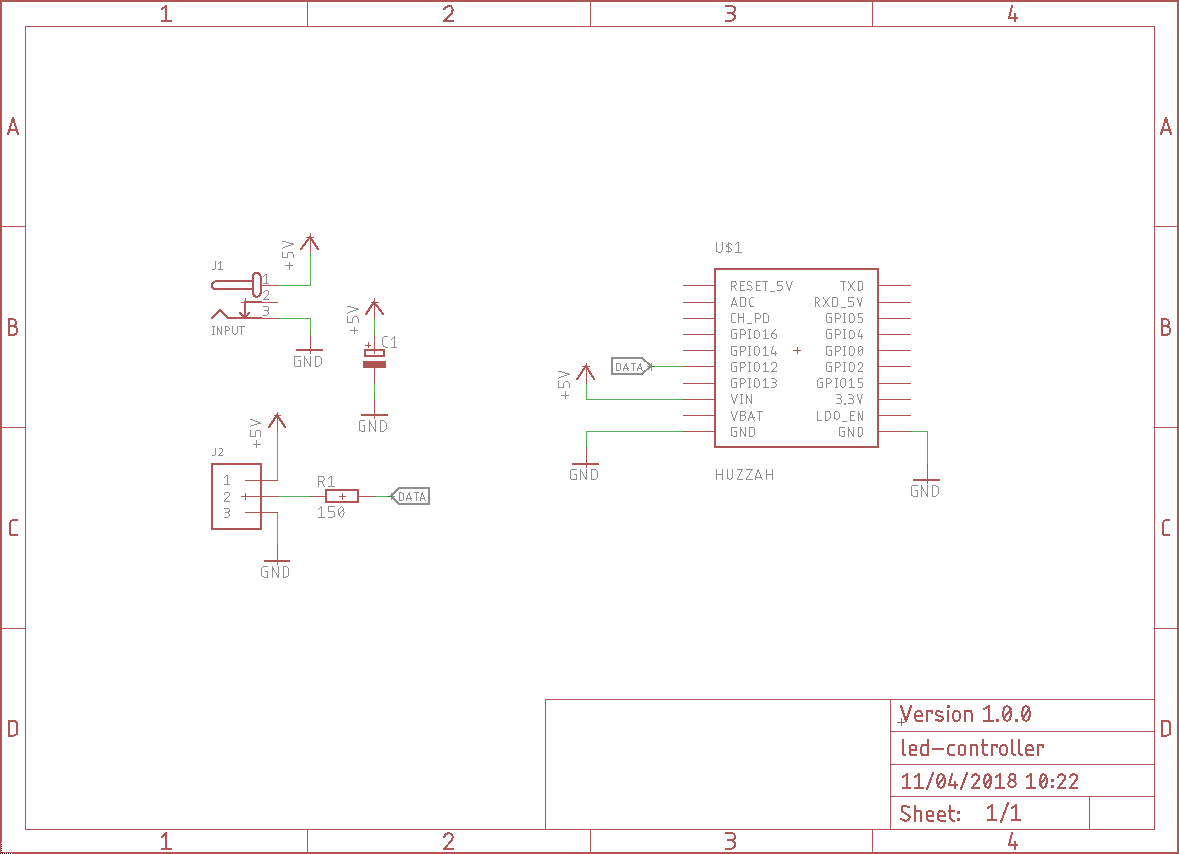 1 2 3 4
A A
U$1
+5V
J1
1
2
3
INPUT
GND
+5V
C1
GND
B B
RESET_5V TXD
ADC RXD_5V
CH_PD GPIO5
GPIO16 GPIO4
GPIO14 GPIO0
DATA GPIO12 GPIO2
GPIO13 GPIO15
+5V VIN 3.3V
VBAT LDO_EN
GND GND
GND
HUZZAH
GND
+5V
J2
1
2
3
R1
150
DATA
GND
C C
D D
Version 1.0.0
led-controller
11/04/2018 10:22
Sheet: 1/1
1 2 3 4